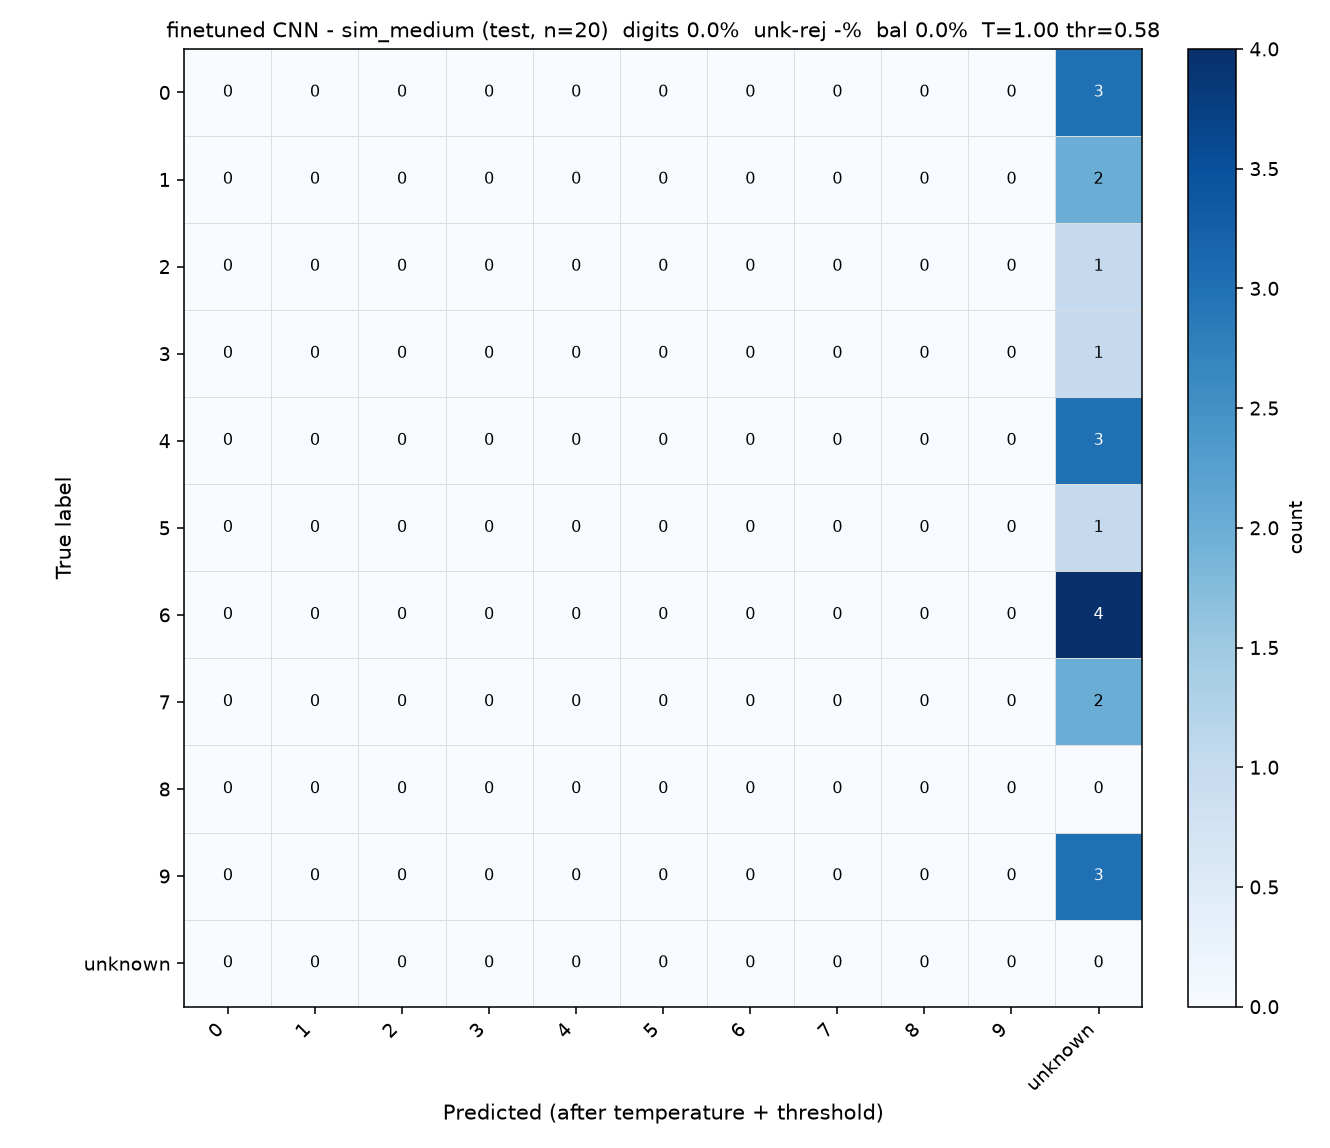 finetuned CNN - sim_medium (test, n=20)  digits 0.0%  unk-rej -%  bal 0.0%  T=1.00 thr=0.58
True label
0 0 0 0 0 0 0 0 0 0 0 3
1 0 0 0 0 0 0 0 0 0 0 2
2 0 0 0 0 0 0 0 0 0 0 1
3 0 0 0 0 0 0 0 0 0 0 1
4 0 0 0 0 0 0 0 0 0 0 3
5 0 0 0 0 0 0 0 0 0 0 1
6 0 0 0 0 0 0 0 0 0 0 4
7 0 0 0 0 0 0 0 0 0 0 2
8 0 0 0 0 0 0 0 0 0 0 0
9 0 0 0 0 0 0 0 0 0 0 3
unknown 0 0 0 0 0 0 0 0 0 0 0
0 1 2 3 4 5 6 7 8 9 unknown
Predicted (after temperature + threshold)
4.0
3.5
3.0
2.5
2.0
1.5
1.0
0.5
0.0
count